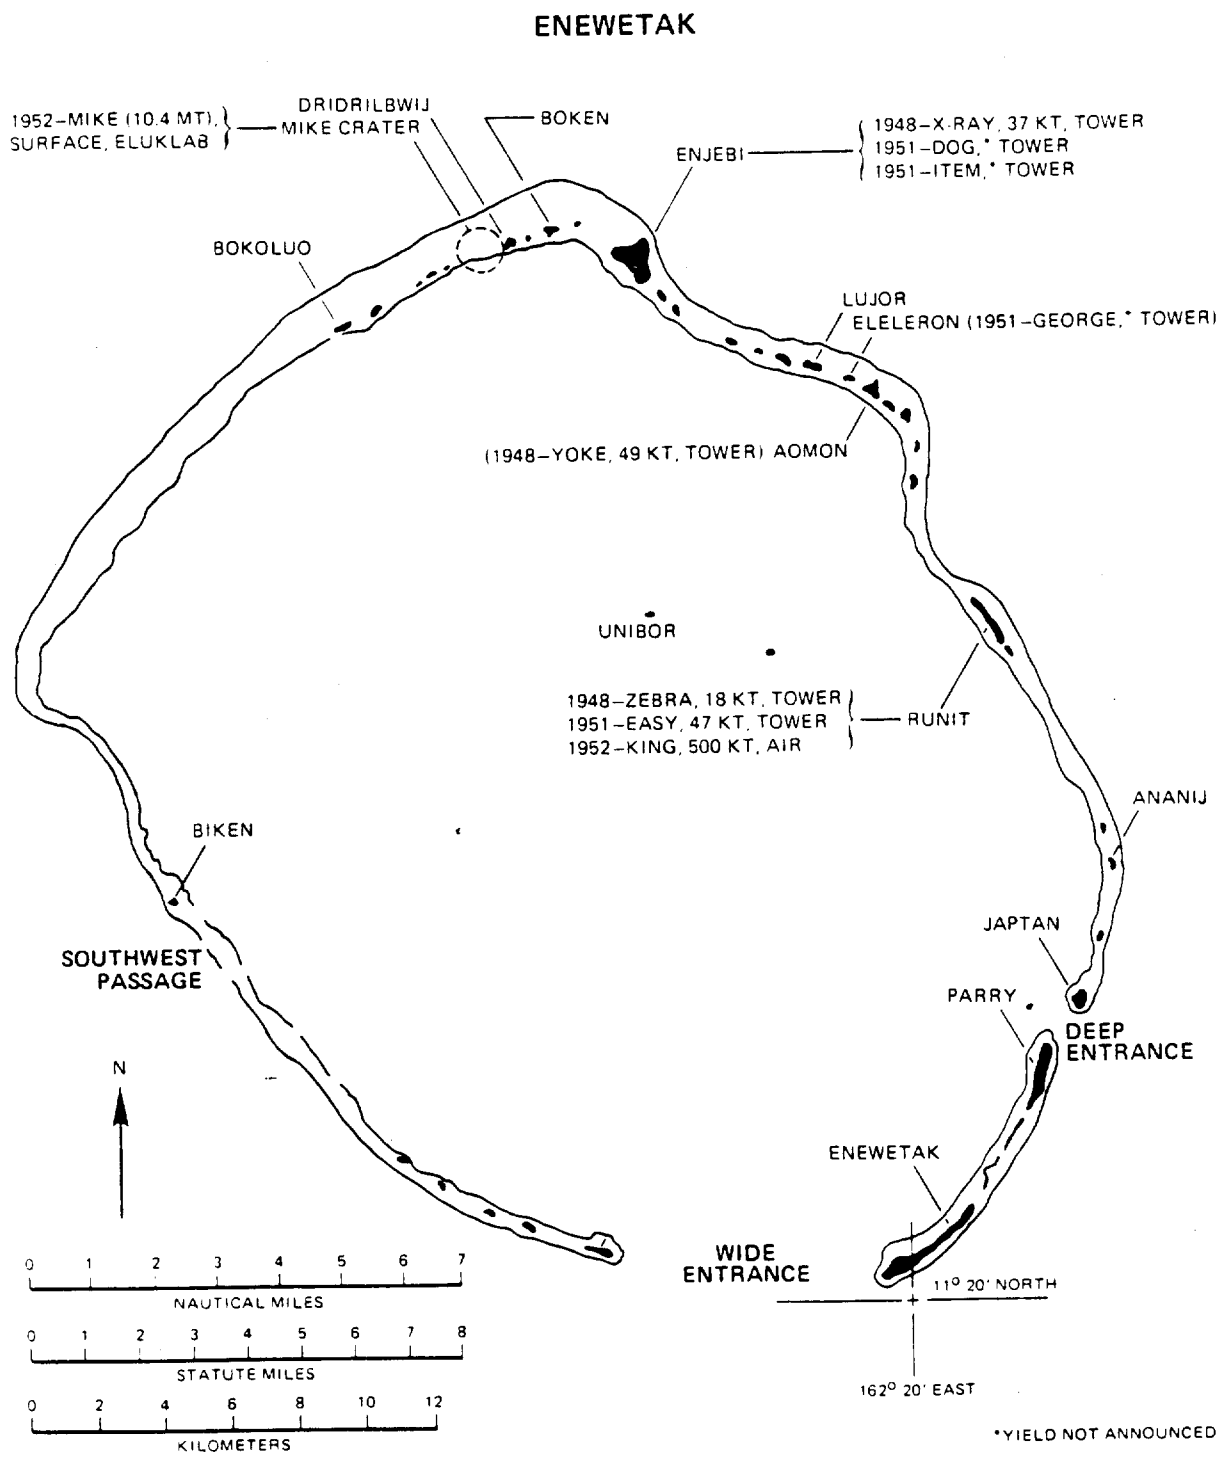 ENEWETAK
1952–MIKE (10.4 MT),
SURFACE, ELUKLAB
DRIDRILBWIJ
MIKE CRATER
BOKEN
ENJEBI
1948–X-RAY, 37 KT, TOWER
1951–DOG,* TOWER
1951–ITEM,* TOWER
BOKOLUO
LUJOR
ELELERON (1951–GEORGE,* TOWER)
(1948–YOKE, 49 KT, TOWER) AOMON
UNIBOR
1948–ZEBRA, 18 KT, TOWER
1951–EASY, 47 KT, TOWER
1952–KING, 500 KT, AIR
RUNIT
ANANIJ
BIKEN
JAPTAN
SOUTHWEST
PASSAGE
PARRY
DEEP
ENTRANCE
N
ENEWETAK
WIDE
ENTRANCE
11° 20' NORTH
162° 20' EAST
0 1 2 3 4 5 6 7
NAUTICAL MILES
0 1 2 3 4 5 6 7 8
STATUTE MILES
0 2 4 6 8 10 12
KILOMETERS
*YIELD NOT ANNOUNCED